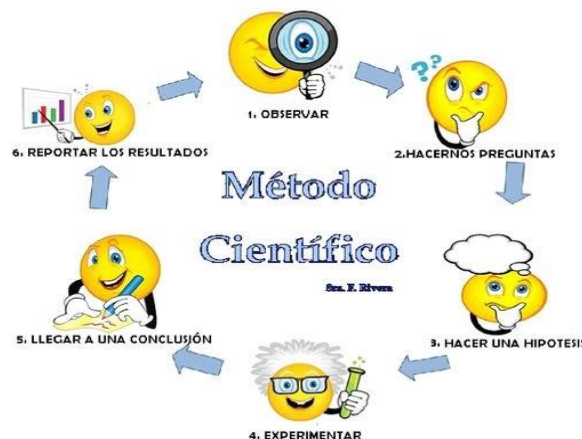 1. OBSERVAR
??
2.HACERNOS PREGUNTAS
3. HACER UNA HIPOTESIS
4. EXPERIMENTAR
5. LLEGAR A UNA CONCLUSIÓN
6. REPORTAR LOS RESULTADOS
Método
Científico
Sra. F. Rivera